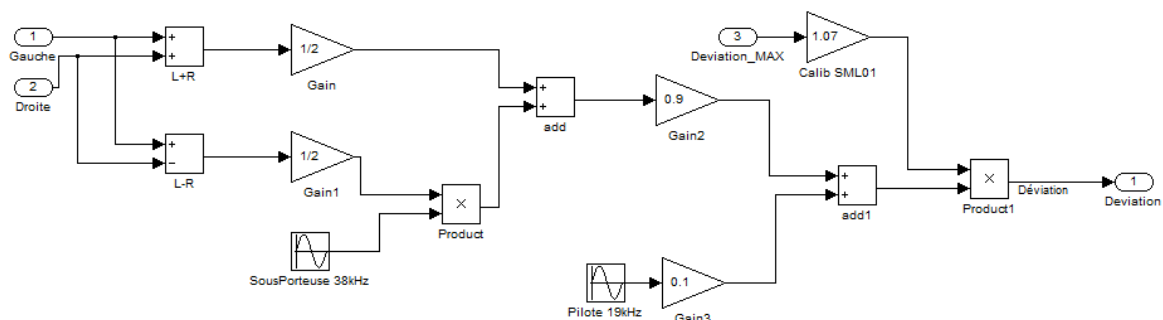 1
Gauche
2
Droite
+
+
L+R
1/2
Gain
+
−
L-R
1/2
Gain1
×
Product
SousPorteuse 38kHz
+
+
add
0.9
Gain2
3
Deviation_MAX
1.07
Calib SML01
Pilote 19kHz
0.1
Gain3
+
+
add1
×
Product1
Déviation
1
Deviation